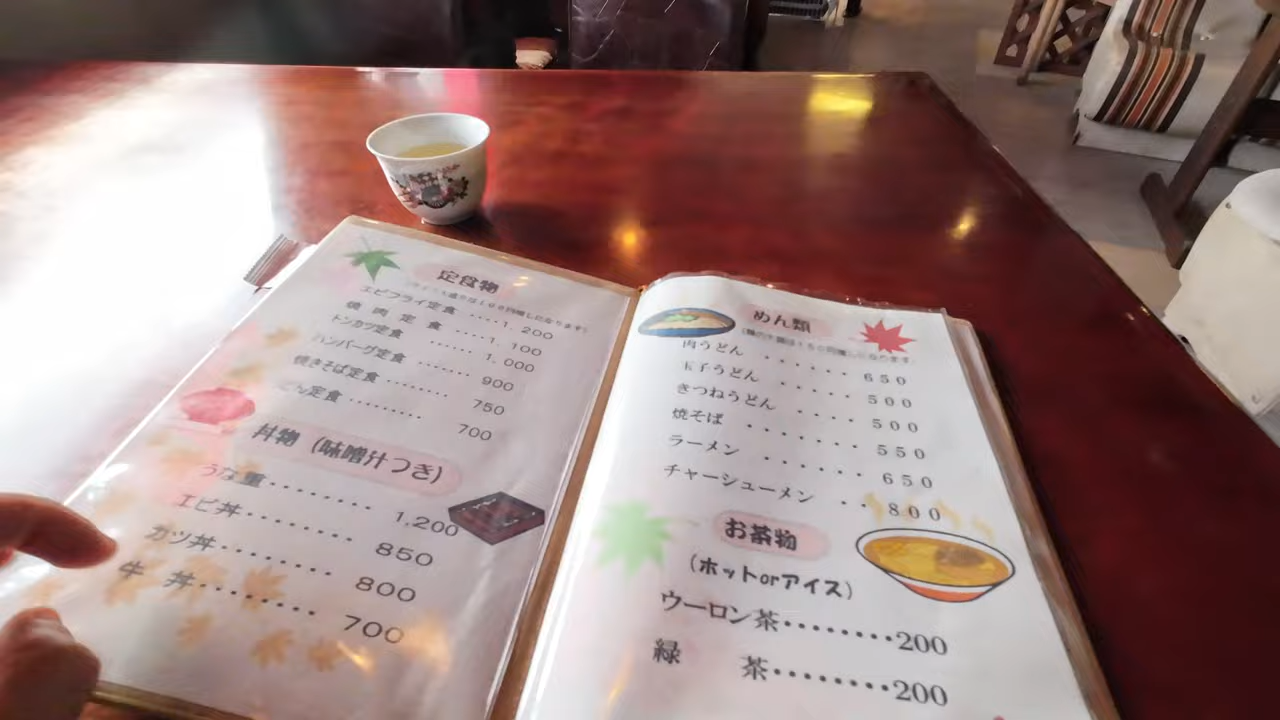 定食物
エビフライ定食 ‥‥1,200
焼肉定食 ‥‥1,100
トンカツ定食 ‥‥‥1,000
ハンバーグ定食 ‥‥‥‥900
焼きそば定食 ‥‥‥‥750
定食 ‥‥‥‥‥700
丼物（味噌汁つき）
うな重‥‥‥‥‥1,200
エビ丼‥‥‥‥‥850
カツ丼‥‥‥‥‥800
牛 丼‥‥‥‥‥700
めん類
肉うどん ‥‥‥650
玉子うどん ‥‥‥500
きつねうどん ‥‥‥500
焼そば ‥‥‥‥550
ラーメン ‥‥‥‥650
チャーシューメン ‥800
お茶物
（ホットorアイス）
ウーロン茶‥‥‥‥200
緑 茶‥‥‥‥200